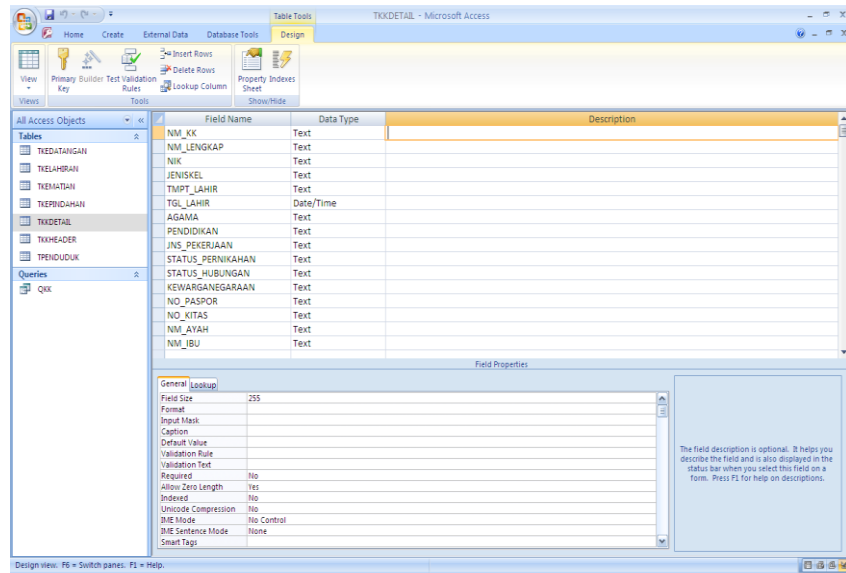 Table Tools
TKKDETAIL - Microsoft Access
Home Create External Data Database Tools Design
View
Primary Key
Builder
Test Validation Rules
Insert Rows
Delete Rows
Lookup Column
Property Sheet
Indexes
Views
Tools
Show/Hide
All Access Objects
Tables
TKEDATANGAN
TKELAHIRAN
TKEMATIAN
TKEPINDAHAN
TKKDETAIL
TKKHEADER
TPENDUDUK
Queries
QKK
Field Name Data Type Description
NM_KK Text
NM_LENGKAP Text
NIK Text
JENISKEL Text
TMPT_LAHIR Text
TGL_LAHIR Date/Time
AGAMA Text
PENDIDIKAN Text
JNS_PEKERJAAN Text
STATUS_PERNIKAHAN Text
STATUS_HUBUNGAN Text
KEWARGANEGARAAN Text
NO_PASPOR Text
NO_KITAS Text
NM_AYAH Text
NM_IBU Text
Field Properties
General Lookup
Field Size 255
Format
Input Mask
Caption
Default Value
Validation Rule
Validation Text
Required No
Allow Zero Length Yes
Indexed No
Unicode Compression No
IME Mode No Control
IME Sentence Mode None
Smart Tags
The field description is optional. It helps you
describe the field and is also displayed in the
status bar when you select this field on a
form. Press F1 for help on descriptions.
Design view. F6 = Switch panes. F1 = Help.